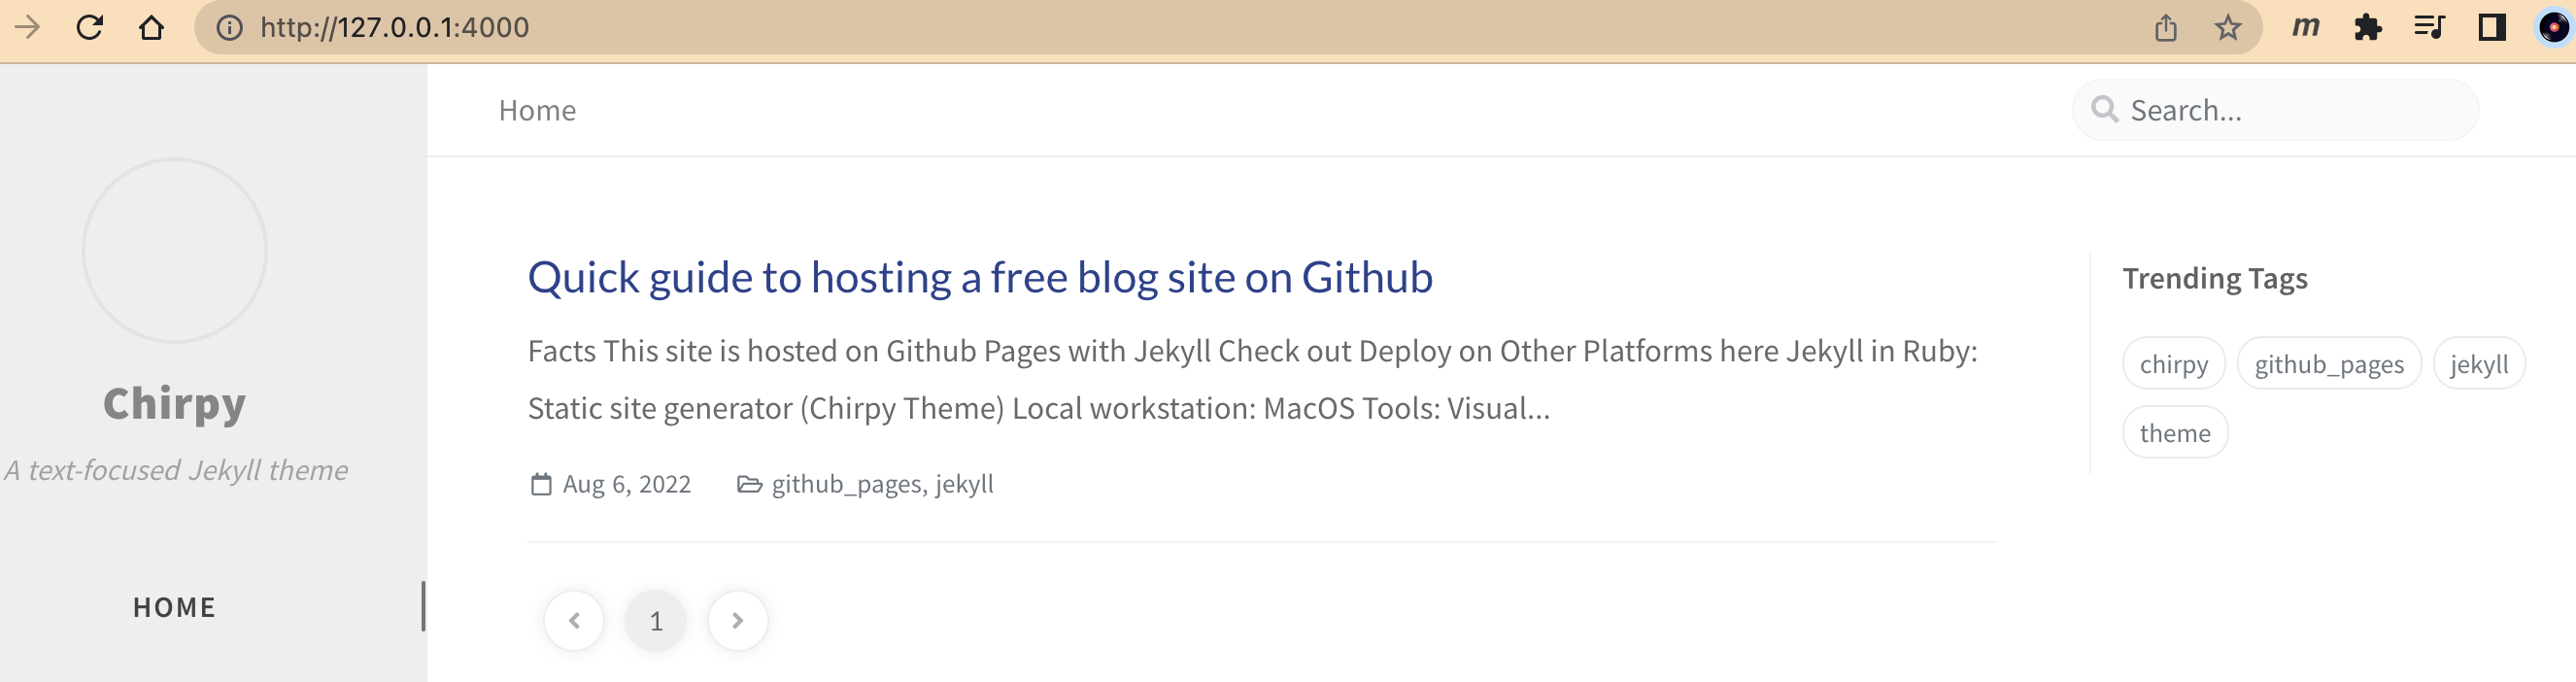 http://127.0.0.1:4000
m
Home
Search...
Chirpy
A text-focused Jekyll theme
HOME
Quick guide to hosting a free blog site on Github
Facts This site is hosted on Github Pages with Jekyll Check out Deploy on Other Platforms here Jekyll in Ruby:
Static site generator (Chirpy Theme) Local workstation: MacOS Tools: Visual...
Aug 6, 2022 github_pages, jekyll
1
Trending Tags
chirpy github_pages jekyll
theme